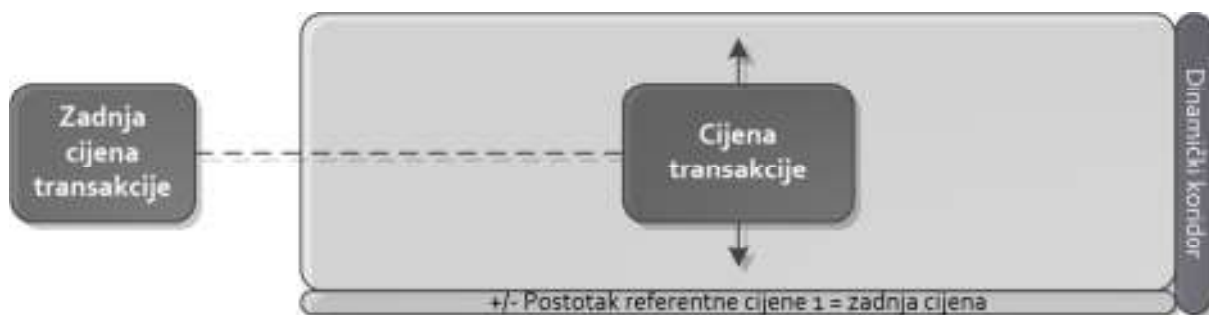 Zadnja
cijena
transakcije
Cijena
transakcije
Dinamički koridor
+/- Postotak referentne cijene 1 = zadnja cijena